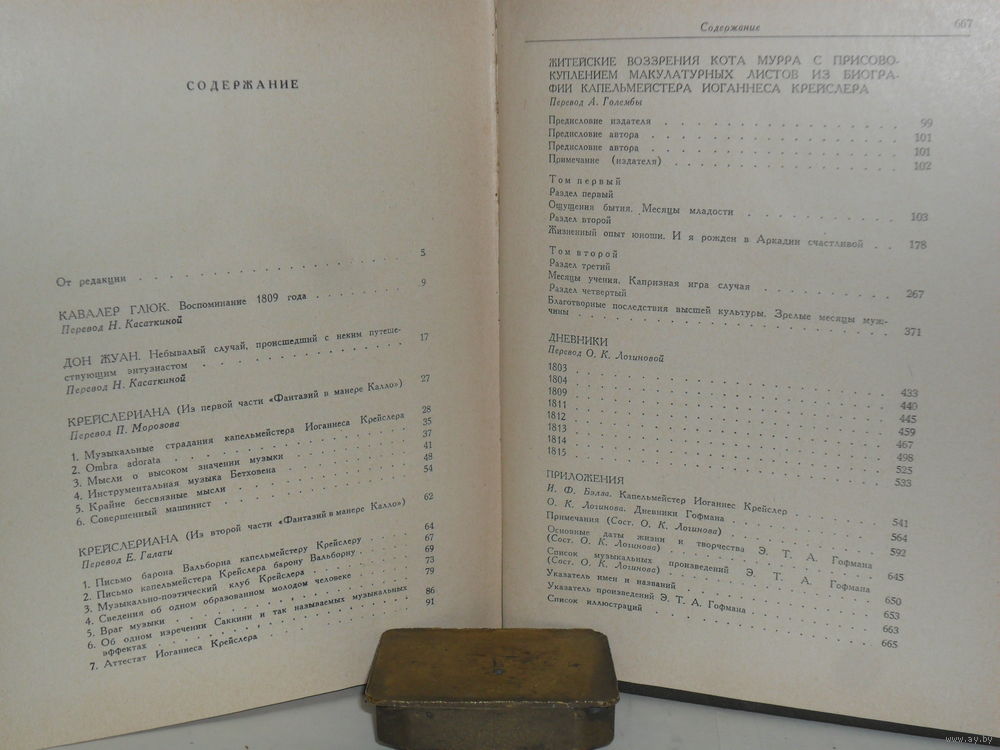 СОДЕРЖАНИЕ
От редакции . . . 5
КАВАЛЕР ГЛЮК. Воспоминание 1809 года . . . 9
Перевод Н. Касаткиной
ДОН ЖУАН. Небывалый случай, происшедший с неким путеше-
ствующим энтузиастом . . . 17
Перевод Н. Касаткиной
КРЕЙСЛЕРИАНА (Из первой части «Фантазий в манере Калло») 27
Перевод П. Морозова
1. Музыкальные страдания капельмейстера Иоганнеса Крейслера 28
2. Ombra adorata . . . 35
3. Мысли о высоком значении музыки . . . 37
4. Инструментальная музыка Бетховена . . . 41
5. Крайне бессвязные мысли . . . 48
6. Совершенный машинист . . . 54
КРЕЙСЛЕРИАНА (Из второй части «Фантазий в манере Калло») 62
Перевод Е. Галати
1. Письмо барона Вальборна капельмейстеру Крейслеру . . . 64
2. Письмо капельмейстера Крейслера барону Вальборну . . . 67
3. Музыкально-поэтический клуб Крейслера . . . 69
4. Сведения об одном образованном молодом человеке . . . 73
5. Враг музыки . . . 79
6. Об одном изречении Саккини и так называемых музыкальных
эффектах . . . 86
7. Аттестат Иоганнеса Крейслера . . . 91
Содержание 667
ЖИТЕЙСКИЕ ВОЗЗРЕНИЯ КОТА МУРРА С ПРИСОВО-
КУПЛЕНИЕМ МАКУЛАТУРНЫХ ЛИСТОВ ИЗ БИОГРА-
ФИИ КАПЕЛЬМЕЙСТЕРА ИОГАННЕСА КРЕЙСЛЕРА
Перевод А. Голембы
Предисловие издателя . . . 99
Предисловие автора . . . 101
Предисловие автора . . . 101
Примечание (издателя) . . . 102
Том первый
Раздел первый
Ощущения бытия. Месяцы младости . . . 103
Раздел второй
Жизненный опыт юноши. И я рожден в Аркадии счастливой . . 178
Том второй
Раздел третий
Месяцы учения. Капризная игра случая . . . 267
Раздел четвертый
Благотворные последствия высшей культуры. Зрелые месяцы муж-
чины . . . 371
ДНЕВНИКИ
Перевод О. К. Логиновой
1803 . . . 433
1804 . . . 440
1809 . . . 445
1811 . . . 459
1812 . . . 467
1813 . . . 498
1814 . . . 525
1815 . . . 533
ПРИЛОЖЕНИЯ
И. Ф. Бэлза. Капельмейстер Иоганнес Крейслер . . . 541
О. К. Логинова. Дневники Гофмана . . . 564
Примечания (Сост. О. К. Логинова) . . . 592
Основные даты жизни и творчества Э. Т. А. Гофмана
(Сост. О. К. Логинова) . . . 645
Список музыкальных произведений Э. Т. А. Гофмана
(Сост. О. К. Логинова) . . . 650
Указатель имен и названий . . . 653
Указатель произведений Э. Т. А. Гофмана . . . 663
Список иллюстраций . . . 665
www.ay.by